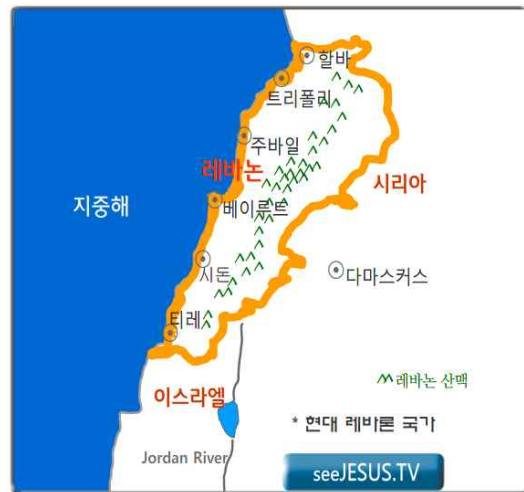 할바
트리폴리
주바일
레바논
시리아
지중해
베이루트
시돈
다마스커스
티레
레바논 산맥
이스라엘
* 현대 레바론 국가
Jordan River
seeJESUS.TV